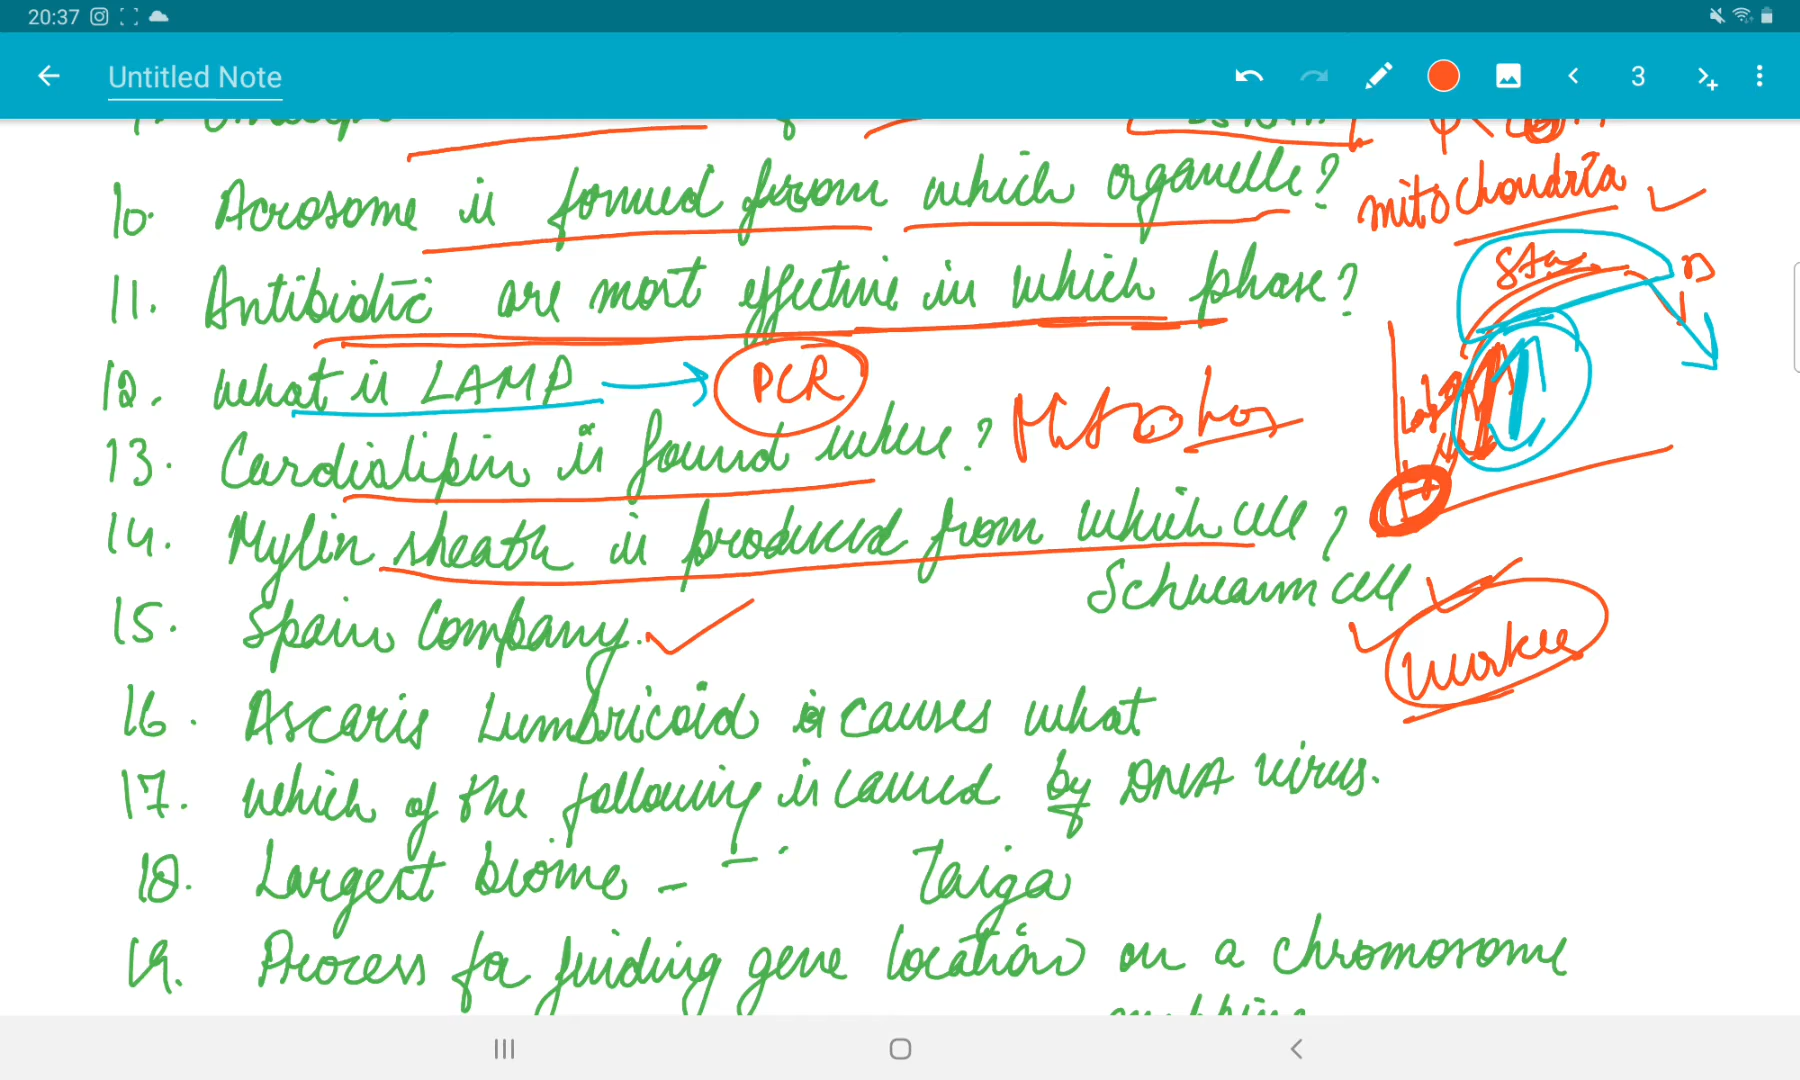 20:37
Untitled Note
3
10. Acrosome is formed from which organelle?
mitochondria
11. Antibiotic are most effective in which phase?
12. What is LAMP → PCR
13. Cardiolipin is found where?
14. Mylin sheath is produced from which cell?
Schwann cell
15. Spain Company.
16. Ascaris Lumbricoid causes what
17. which of the following is caused by DNA virus.
18. Largest biome - Taiga
19. Process for finding gene location on a chromosome